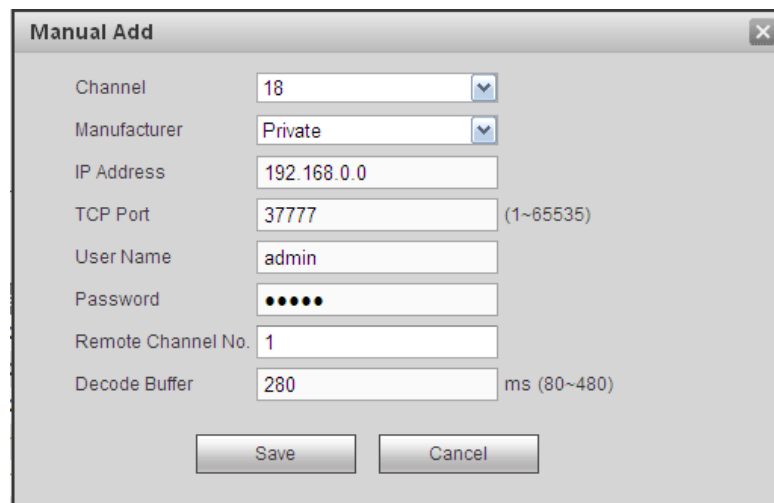 Manual Add
Channel 18
Manufacturer Private
IP Address 192.168.0.0
TCP Port 37777 (1~65535)
User Name admin
Password ●●●●●
Remote Channel No. 1
Decode Buffer 280 ms (80~480)
Save Cancel